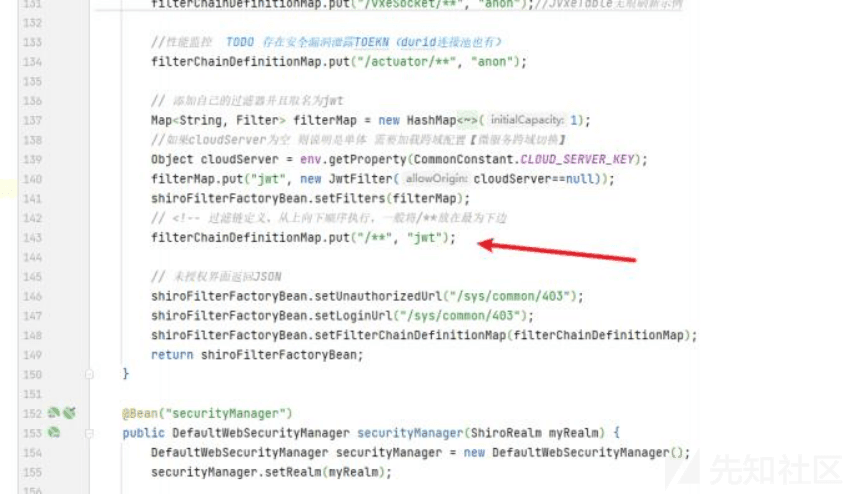 131 filterChainDefinitionMap.put("/vxeSocket/**", "anon");//JVxeTable无痕刷新示例
132
133 //性能监控 TODO 存在安全漏洞泄露TOEKN（durid连接池也有）
134 filterChainDefinitionMap.put("/actuator/**", "anon");
135
136 // 添加自己的过滤器并且取名为jwt
137 Map<String, Filter> filterMap = new HashMap<~>( initialCapacity: 1);
138 //如果cloudServer为空 则说明是单体 需要加载跨域配置【微服务跨域切换】
139 Object cloudServer = env.getProperty(CommonConstant.CLOUD_SERVER_KEY);
140 filterMap.put("jwt", new JwtFilter( allowOrigin: cloudServer==null));
141 shiroFilterFactoryBean.setFilters(filterMap);
142 // <!-- 过滤链定义，从上向下顺序执行，一般将/**放在最为下边
143 filterChainDefinitionMap.put("/**", "jwt");
144
145 // 未授权界面返回JSON
146 shiroFilterFactoryBean.setUnauthorizedUrl("/sys/common/403");
147 shiroFilterFactoryBean.setLoginUrl("/sys/common/403");
148 shiroFilterFactoryBean.setFilterChainDefinitionMap(filterChainDefinitionMap);
149 return shiroFilterFactoryBean;
150 }
151
152 @Bean("securityManager")
153 public DefaultWebSecurityManager securityManager(ShiroRealm myRealm) {
154 DefaultWebSecurityManager securityManager = new DefaultWebSecurityManager();
155 securityManager.setRealm(myRealm);
156
先知社区